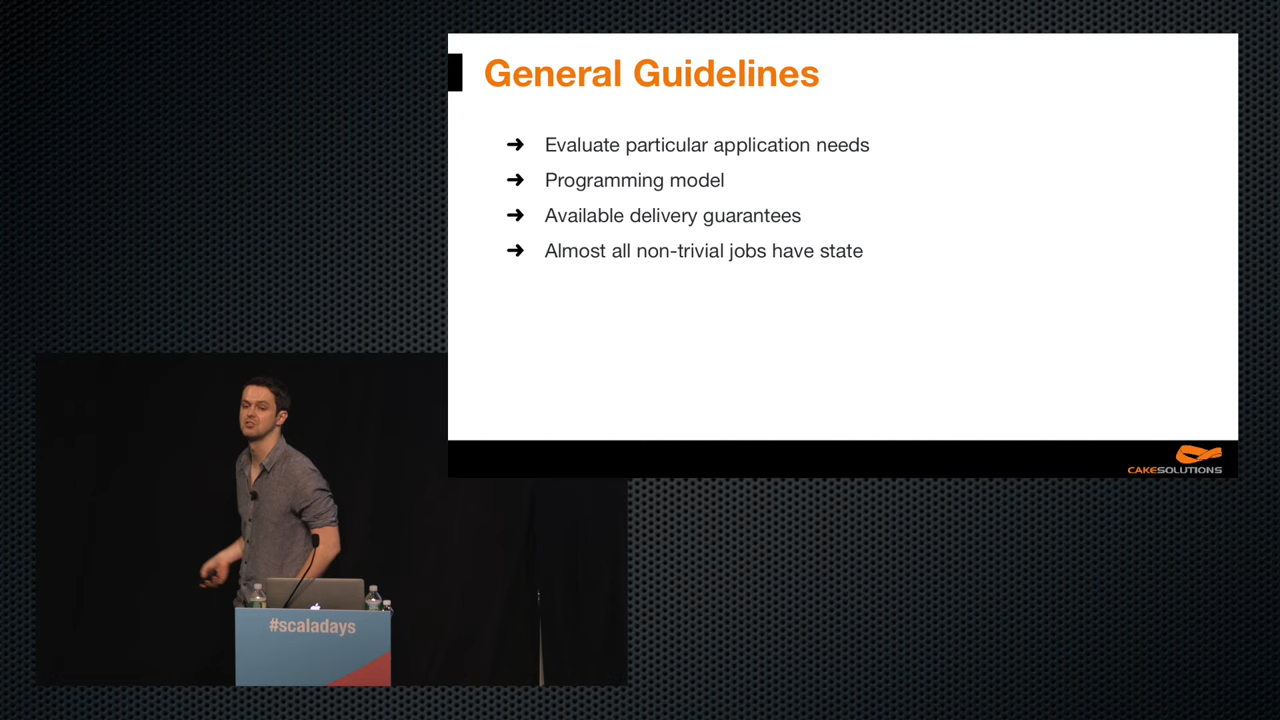 General Guidelines
➜ Evaluate particular application needs
➜ Programming model
➜ Available delivery guarantees
➜ Almost all non-trivial jobs have state
CAKESOLUTIONS
#scaladays